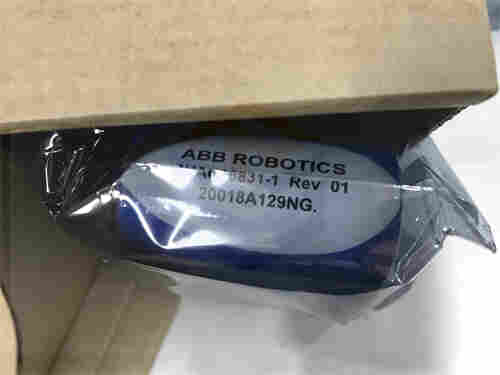 ABB ROBOTICS
Rev 01
20018A129NG.